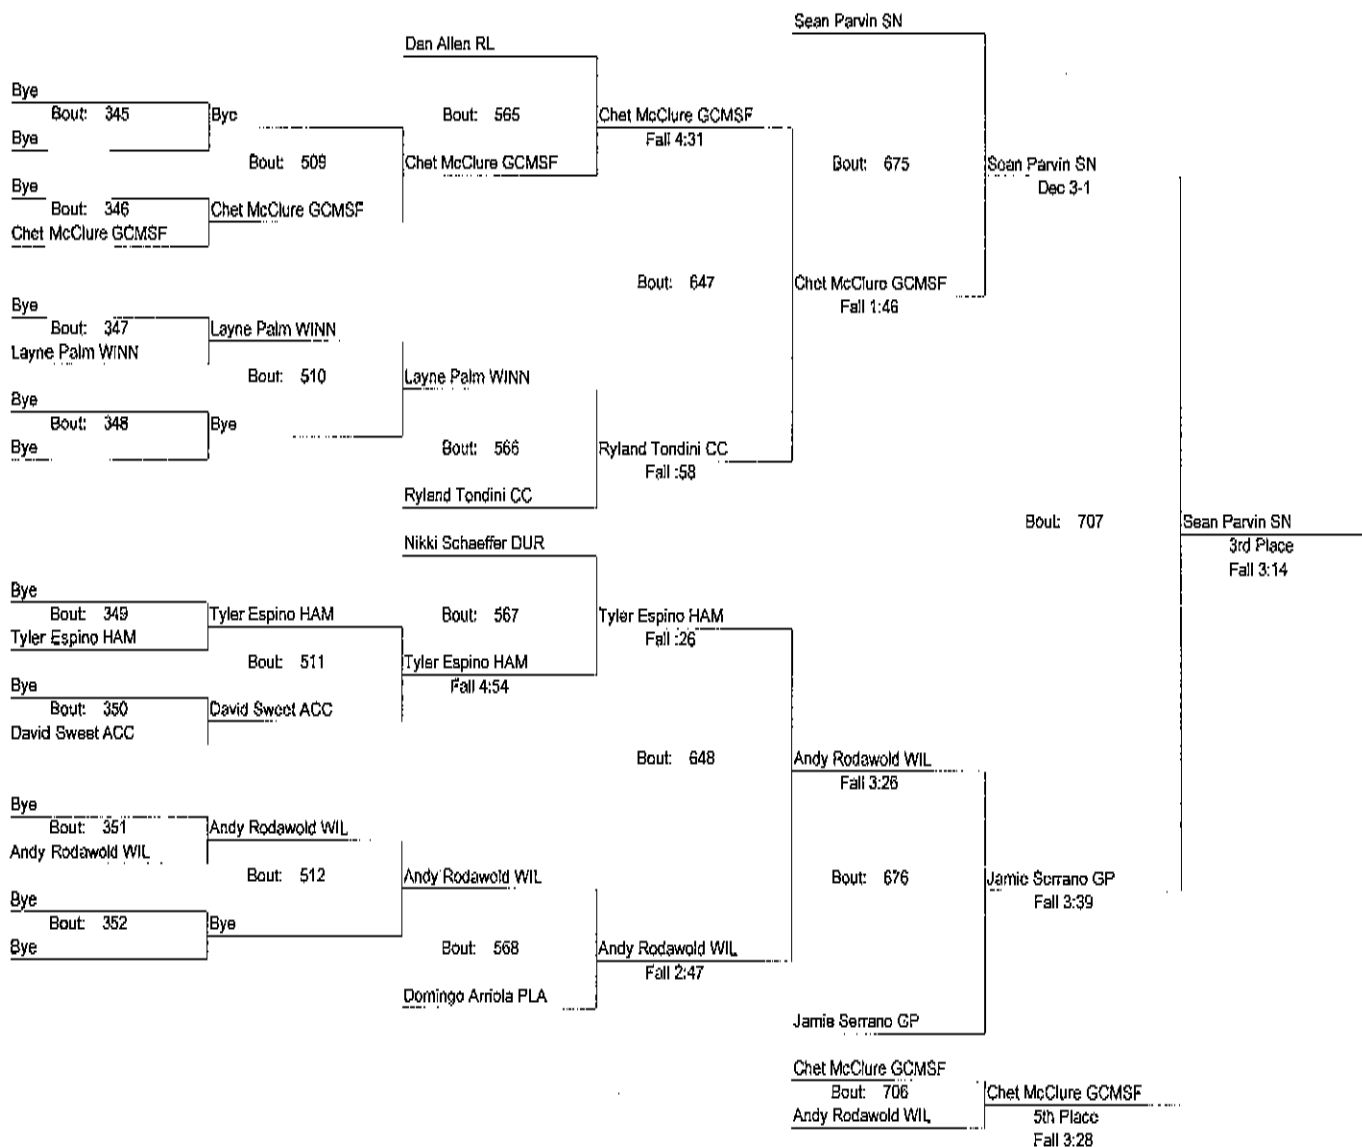 Sean Parvin SN
Dan Allen RL
Bye
Bout: 345
Byc
Bout: 565
Chet McClure GCMSF
Fall 4:31
Bye
Bout: 509
Chet McClure GCMSF
Bout: 675
Soan Parvin SN
Dec 3-1
Bye
Bout: 346
Chet McClure GCMSF
Chet McClure GCMSF
Bout: 647
Chet McClure GCMSF
Fall 1:46
Bye
Bout: 347
Layne Palm WINN
Layne Palm WINN
Bout: 510
Layne Palm WINN
Bye
Bout: 348
Bye
Bye
Bout: 566
Ryland Tondini CC
Fall :58
Ryland Tondini CC
Bout: 707
Sean Parvin SN
3rd Place
Fall 3:14
Nikki Schaeffer DUR
Bye
Bout: 349
Tyler Espino HAM
Tyler Espino HAM
Bout: 567
Tyler Espino HAM
Fall :26
Bout: 511
Tyler Espino HAM
Fall 4:54
Bye
Bout: 350
David Sweet ACC
David Sweet ACC
Bout: 648
Andy Rodawold WIL
Fall 3:26
Bye
Bout: 351
Andy Rodawold WIL
Andy Rodawold WIL
Bout: 512
Andy Rodawold WIL
Bout: 676
Jamie Serrano GP
Fall 3:39
Bye
Bout: 352
Bye
Bye
Bout: 568
Andy Rodawold WIL
Fall 2:47
Domingo Arriola PLA
Jamie Serrano GP
Chet McClure GCMSF
Bout: 706
Chet McClure GCMSF
Andy Rodawold WIL
5th Place
Fall 3:28